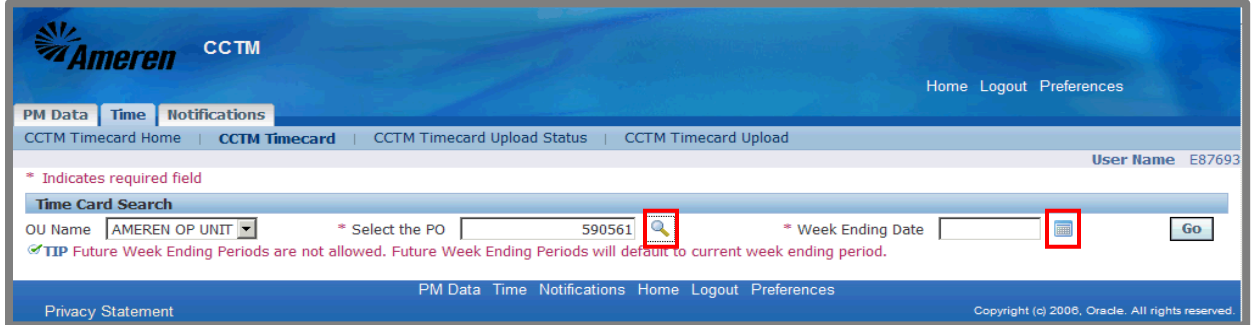 Ameren CCTM
Home Logout Preferences
PM Data Time Notifications
CCTM Timecard Home | CCTM Timecard | CCTM Timecard Upload Status | CCTM Timecard Upload
User Name E87693
* Indicates required field
Time Card Search
OU Name AMEREN OP UNIT * Select the PO 590561 * Week Ending Date Go
TIP Future Week Ending Periods are not allowed. Future Week Ending Periods will default to current week ending period.
PM Data Time Notifications Home Logout Preferences
Privacy Statement Copyright (c) 2006, Oracle. All rights reserved.